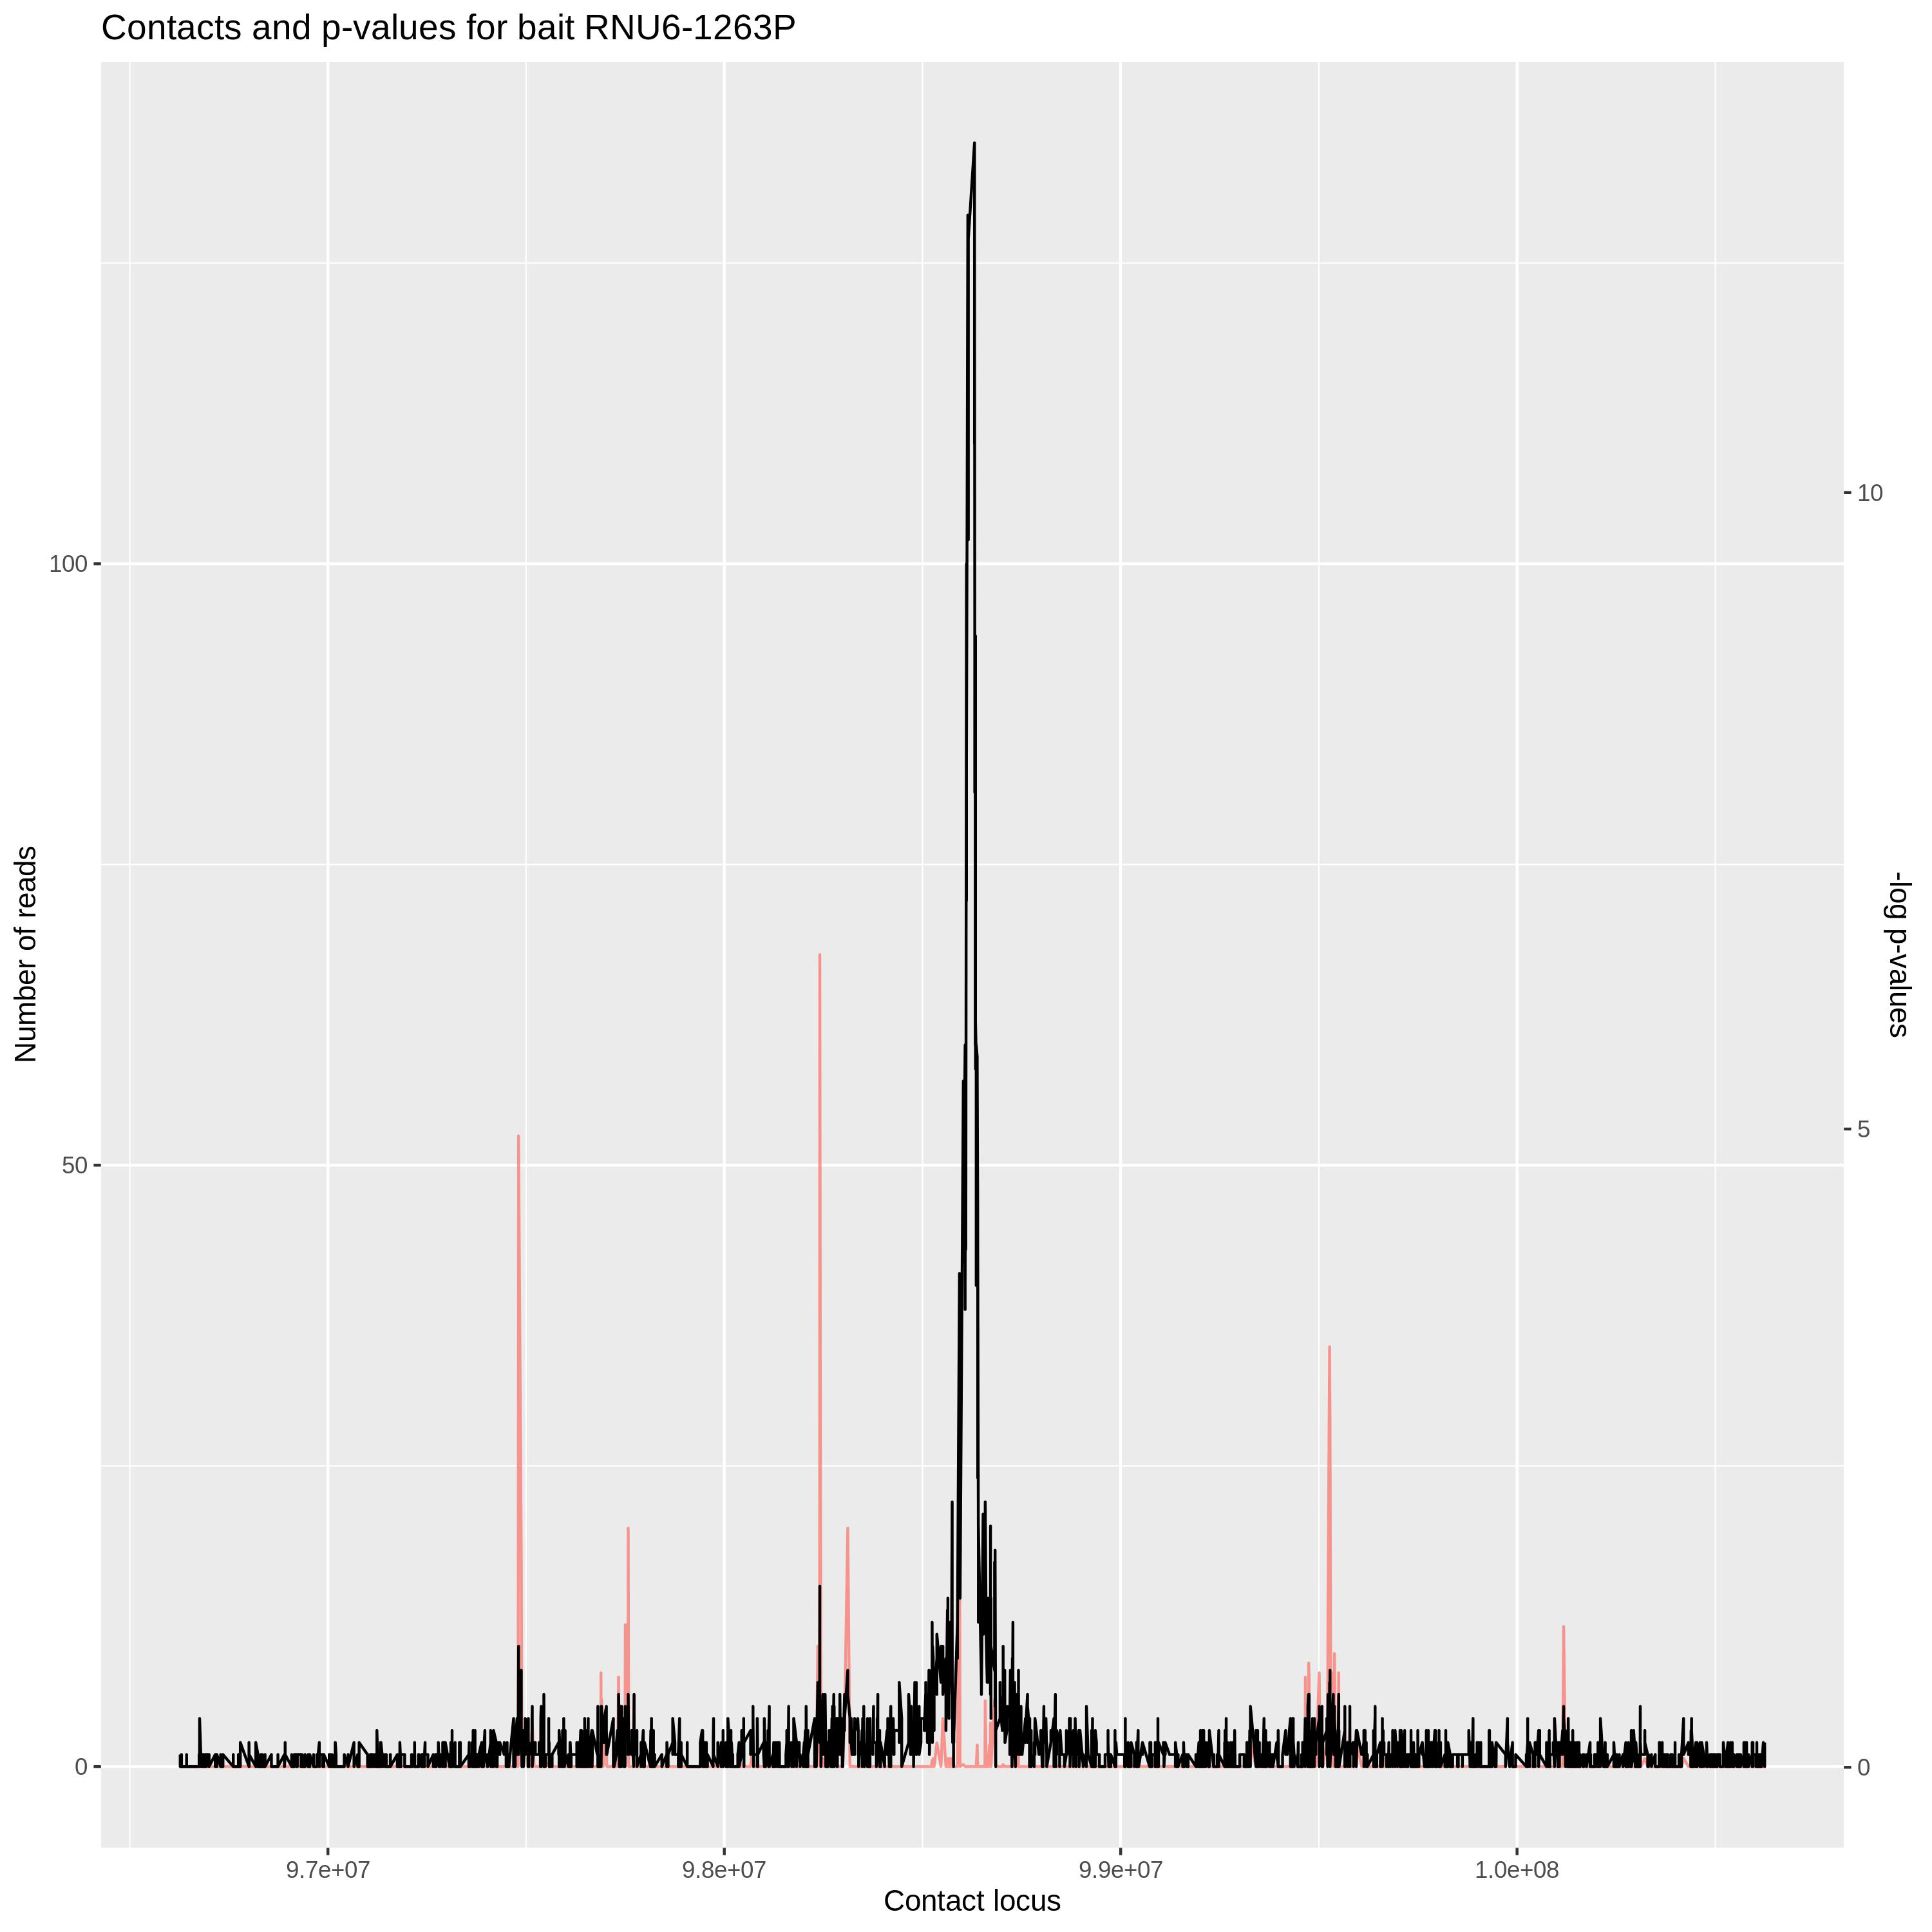 Contacts and p-values for bait RNU6-1263P
Number of reads
100
50
0
10
5
0
-log p-values
9.7e+07
9.8e+07
9.9e+07
1.0e+08
Contact locus